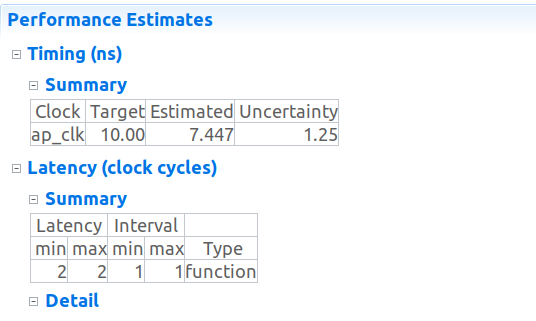 Performance Estimates
Timing (ns)
Summary
Clock Target Estimated Uncertainty
ap_clk 10.00 7.447 1.25
Latency (clock cycles)
Summary
Latency Interval
min max min max Type
2 2 1 1 function
Detail